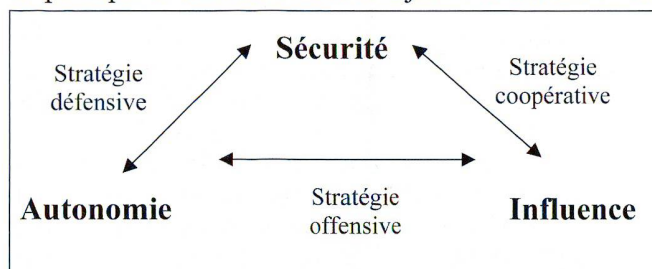 Sécurité
Stratégie
défensive
Stratégie
coopérative
Autonomie
Stratégie
offensive
Influence